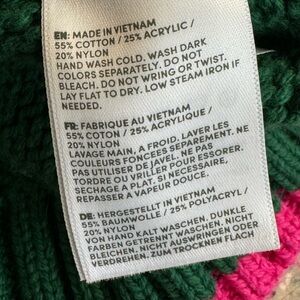 EN: MADE IN VIETNAM
55% COTTON / 25% ACRYLIC /
20% NYLON
HAND WASH COLD. WASH DARK
COLORS SEPARATELY. DO NOT
BLEACH. DO NOT WRING OR TWIST.
LAY FLAT TO DRY. LOW STEAM IRON IF
NEEDED.
FR: FABRIQUE AU VIETNAM
55% COTON / 25% ACRYLIQUE /
20% NYLON
LAVAGE MAIN, A FROID. LAVER LES
COULEURS FONCEES SEPAREMENT. NE
PAS UTILISER DE JAVEL. NE PAS
TORDRE OU VRILLER POUR ESSORER.
SECHAGE A PLAT. SI NECESSAIRE,
REPASSER A VAPEUR DOUCE.
DE: HERGESTELLT IN VIETNAM
55% BAUMWOLLE / 25% POLYACRYL /
20% NYLON
VON HAND KALT WASCHEN. DUNKLE
FARBEN GETRENNT WASCHEN. NICHT
BLEICHEN. NICHT AUSWRINGEN ODER
VERDREHEN. ZUM TROCKNEN FLACH